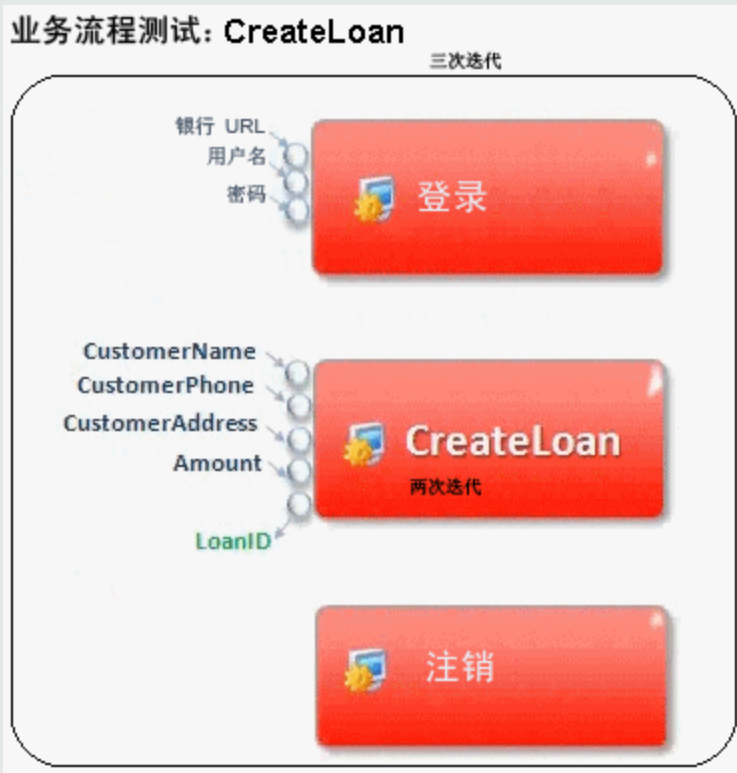 业务流程测试: CreateLoan
三次迭代
银行 URL
用户名
密码
登录
CustomerName
CustomerPhone
CustomerAddress
Amount
CreateLoan
两次迭代
LoanID
注销